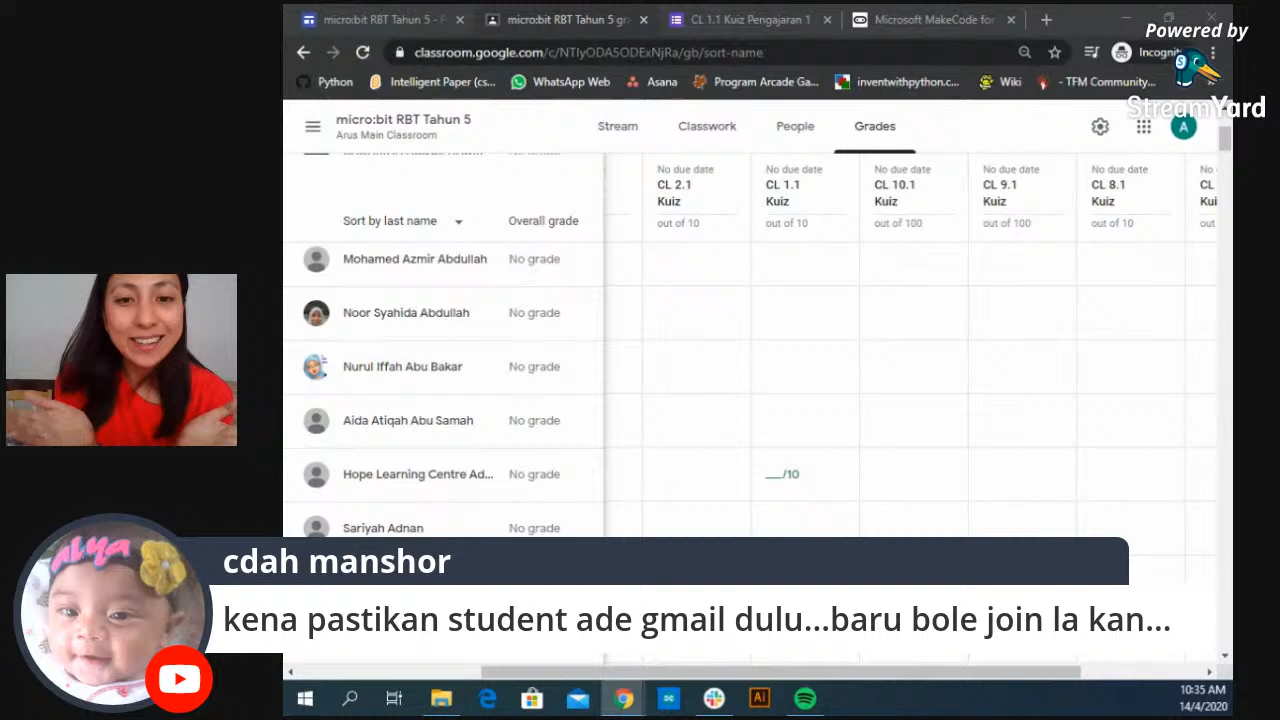 micro:bit RBT Tahun 5 - F
micro:bit RBT Tahun 5 gra
CL 1.1 Kuiz Pengajaran 1
Microsoft MakeCode for
Powered by
StreamYard
classroom.google.com/c/NTIyODA5ODExNjRa/gb/sort-name
Incognito
Python
Intelligent Paper (cs...
WhatsApp Web
Asana
Program Arcade Ga...
inventwithpython.c...
Wiki
- TFM Community...
micro:bit RBT Tahun 5
Arus Main Classroom
Stream
Classwork
People
Grades
A
No due date
CL 2.1
Kuiz
out of 10
No due date
CL 1.1
Kuiz
out of 10
No due date
CL 10.1
Kuiz
out of 100
No due date
CL 9.1
Kuiz
out of 100
No due date
CL 8.1
Kuiz
out of 10
No
CL
Kui
out
Sort by last name
Overall grade
Mohamed Azmir Abdullah No grade
Noor Syahida Abdullah No grade
Nurul Iffah Abu Bakar No grade
Aida Atiqah Abu Samah No grade
Hope Learning Centre Ad... No grade ___/10
Sariyah Adnan No grade
alya
cdah manshor
kena pastikan student ade gmail dulu...baru bole join la kan...
Ai
10:35 AM
14/4/2020